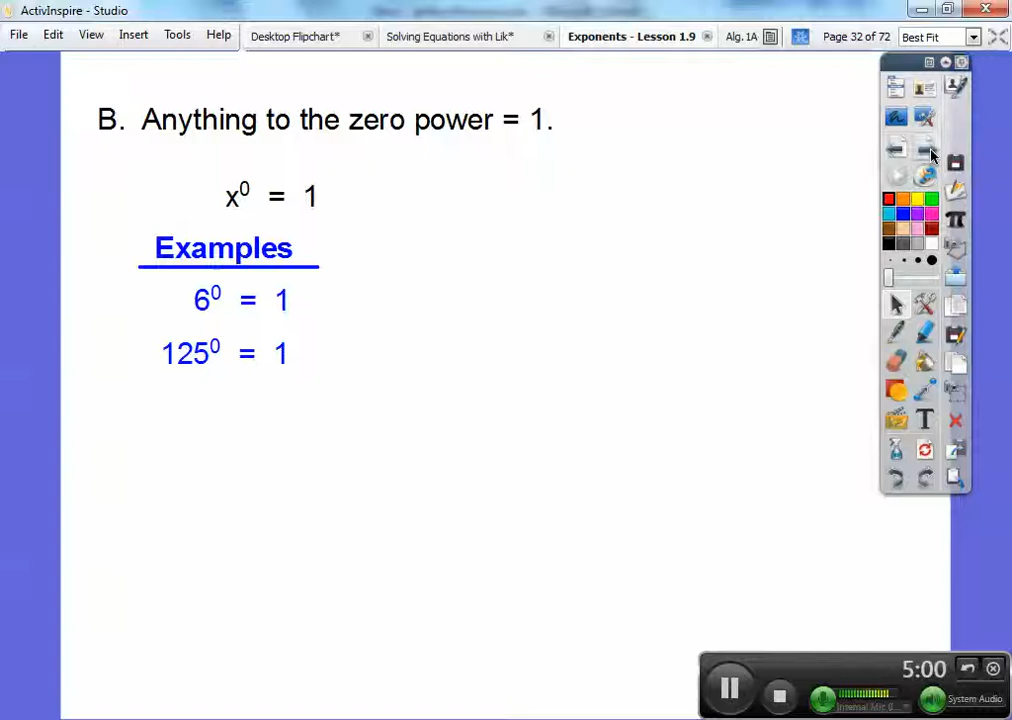 ActivInspire - Studio
File Edit View Insert Tools Help Desktop Flipchart* Solving Equations with Lik* Exponents - Lesson 1.9 Alg. 1A Page 32 of 72 Best Fit
B. Anything to the zero power = 1.
x⁰ = 1
Examples
6⁰ = 1
125⁰ = 1
5:00
Internal Mic
System Audio